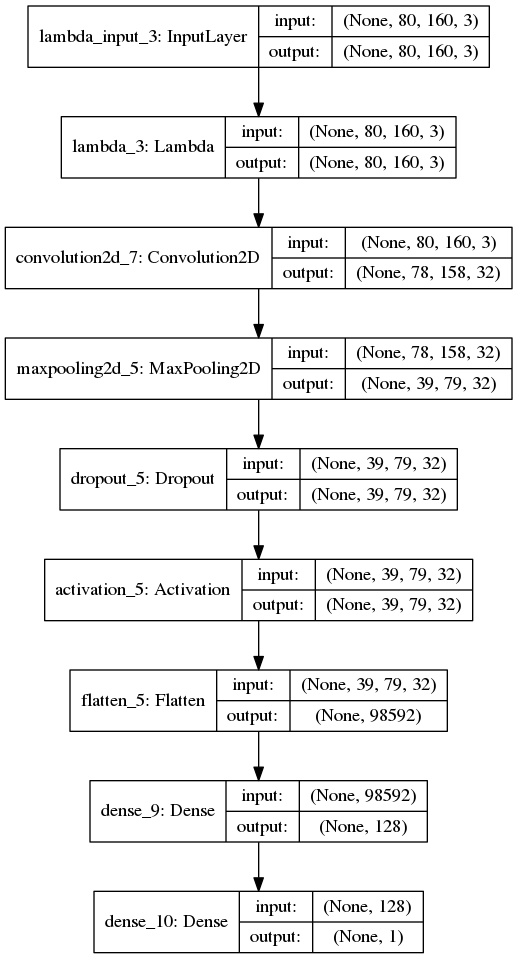 lambda_input_3: InputLayer
input: (None, 80, 160, 3)
output: (None, 80, 160, 3)
lambda_3: Lambda
input: (None, 80, 160, 3)
output: (None, 80, 160, 3)
convolution2d_7: Convolution2D
input: (None, 80, 160, 3)
output: (None, 78, 158, 32)
maxpooling2d_5: MaxPooling2D
input: (None, 78, 158, 32)
output: (None, 39, 79, 32)
dropout_5: Dropout
input: (None, 39, 79, 32)
output: (None, 39, 79, 32)
activation_5: Activation
input: (None, 39, 79, 32)
output: (None, 39, 79, 32)
flatten_5: Flatten
input: (None, 39, 79, 32)
output: (None, 98592)
dense_9: Dense
input: (None, 98592)
output: (None, 128)
dense_10: Dense
input: (None, 128)
output: (None, 1)